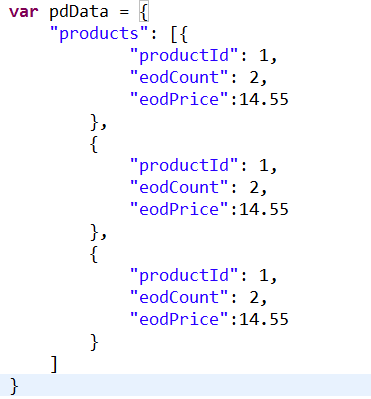 var pdData = {
    "products": [{
            "productId": 1,
            "eodCount": 2,
            "eodPrice":14.55
        },
        {
            "productId": 1,
            "eodCount": 2,
            "eodPrice":14.55
        },
        {
            "productId": 1,
            "eodCount": 2,
            "eodPrice":14.55
        }
    ]
}